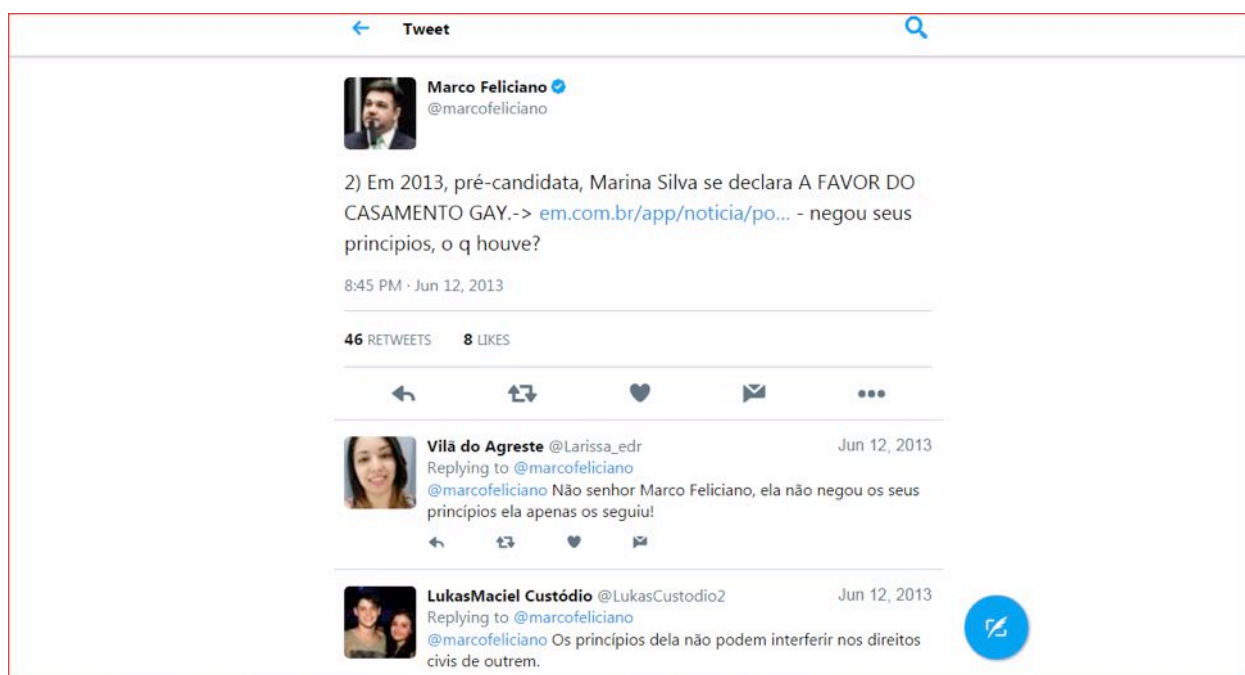 Tweet
Marco Feliciano
@marcofeliciano
2) Em 2013, pré-candidata, Marina Silva se declara A FAVOR DO
CASAMENTO GAY.-> em.com.br/app/noticia/po... - negou seus
principios, o q houve?
8:45 PM · Jun 12, 2013
46 RETWEETS 8 LIKES
Vilã do Agreste @Larissa_edr Jun 12, 2013
Replying to @marcofeliciano
@marcofeliciano Não senhor Marco Feliciano, ela não negou os seus
princípios ela apenas os seguiu!
LukasMaciel Custódio @LukasCustodio2 Jun 12, 2013
Replying to @marcofeliciano
@marcofeliciano Os princípios dela não podem interferir nos direitos
civis de outrem.